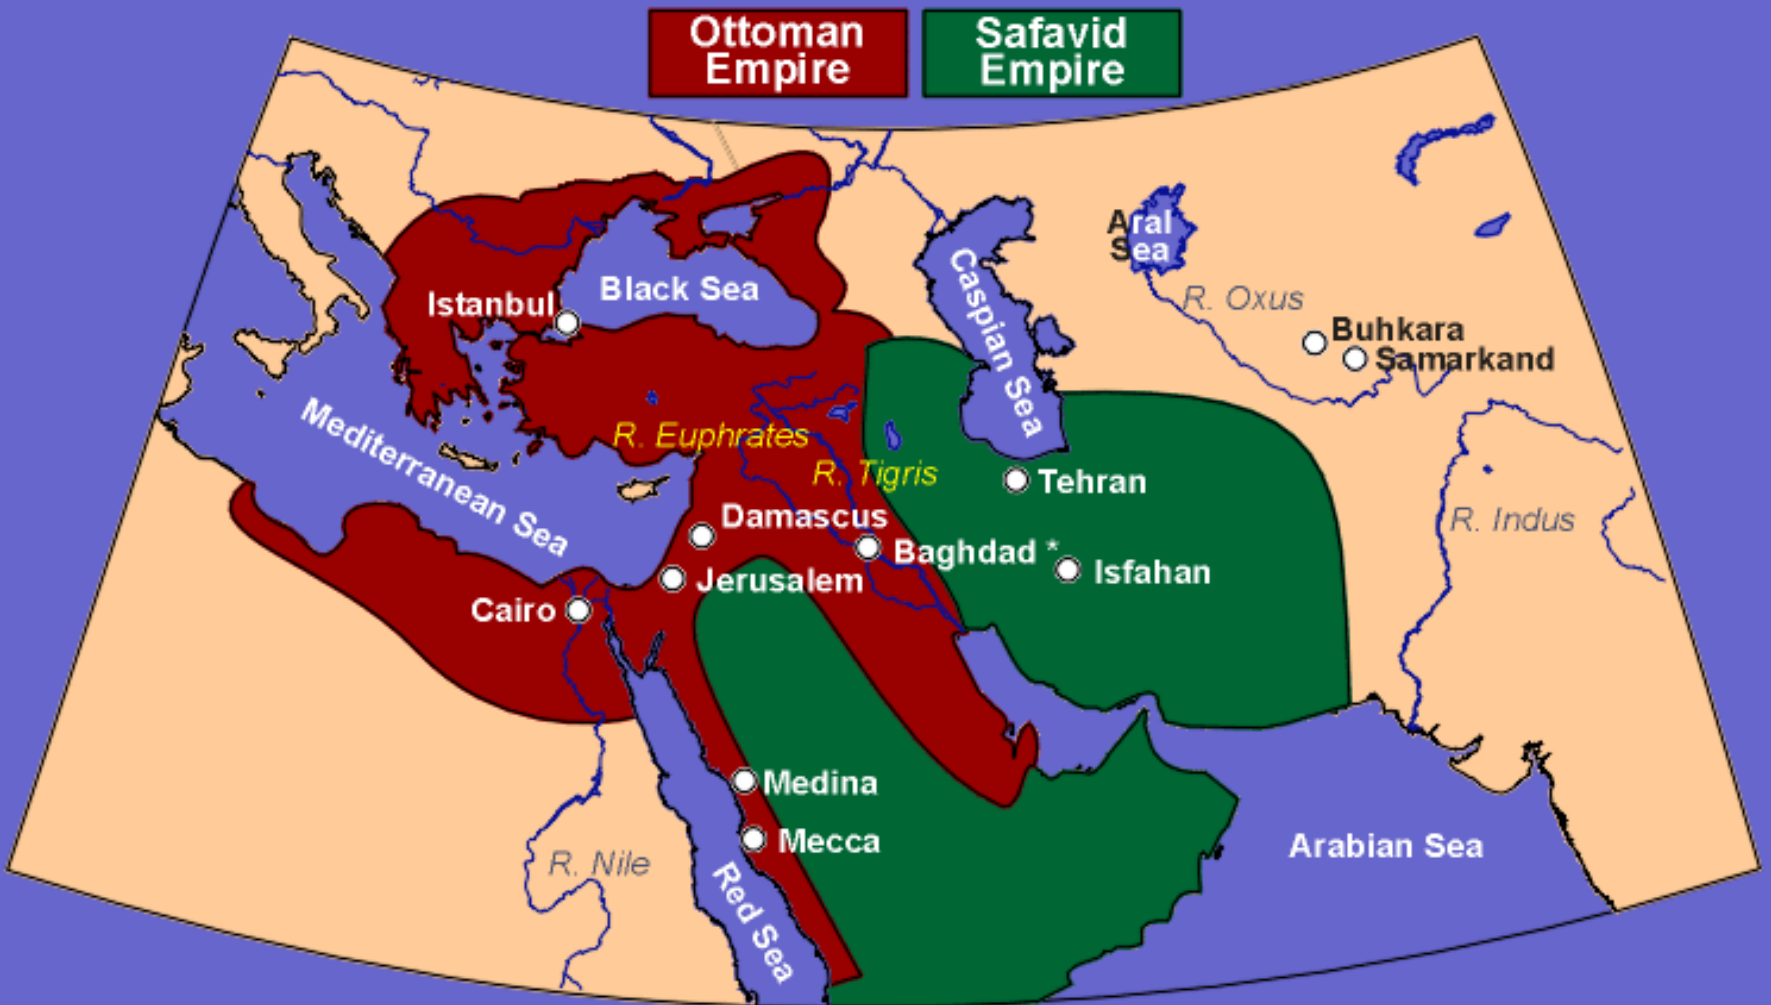 Ottoman
Empire
Safavid
Empire
Aral
Sea
Caspian Sea
Black Sea
Istanbul
R. Oxus
Buhkara
Samarkand
Mediterranean Sea
R. Euphrates
R. Tigris
Tehran
Damascus
R. Indus
Baghdad *
Isfahan
Jerusalem
Cairo
Medina
Mecca
Arabian Sea
R. Nile
Red Sea